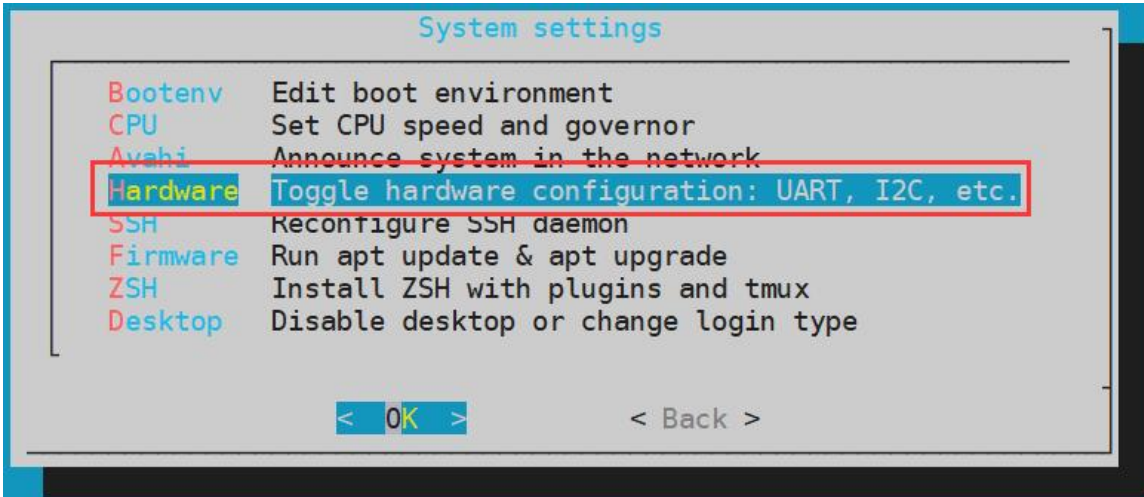 System settings
Bootenv Edit boot environment
CPU Set CPU speed and governor
Avahi Announce system in the network
Hardware Toggle hardware configuration: UART, I2C, etc.
SSH Reconfigure SSH daemon
Firmware Run apt update & apt upgrade
ZSH Install ZSH with plugins and tmux
Desktop Disable desktop or change login type
< OK > < Back >